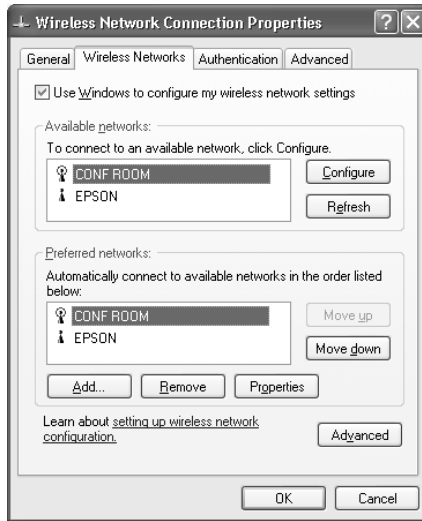 Wireless Network Connection Properties
General Wireless Networks Authentication Advanced
Use Windows to configure my wireless network settings
Available networks:
To connect to an available network, click Configure.
CONF ROOM
EPSON
Configure
Refresh
Preferred networks:
Automatically connect to available networks in the order listed
below:
CONF ROOM
EPSON
Move up
Move down
Add... Remove Properties
Learn about setting up wireless network
configuration.
Advanced
OK Cancel